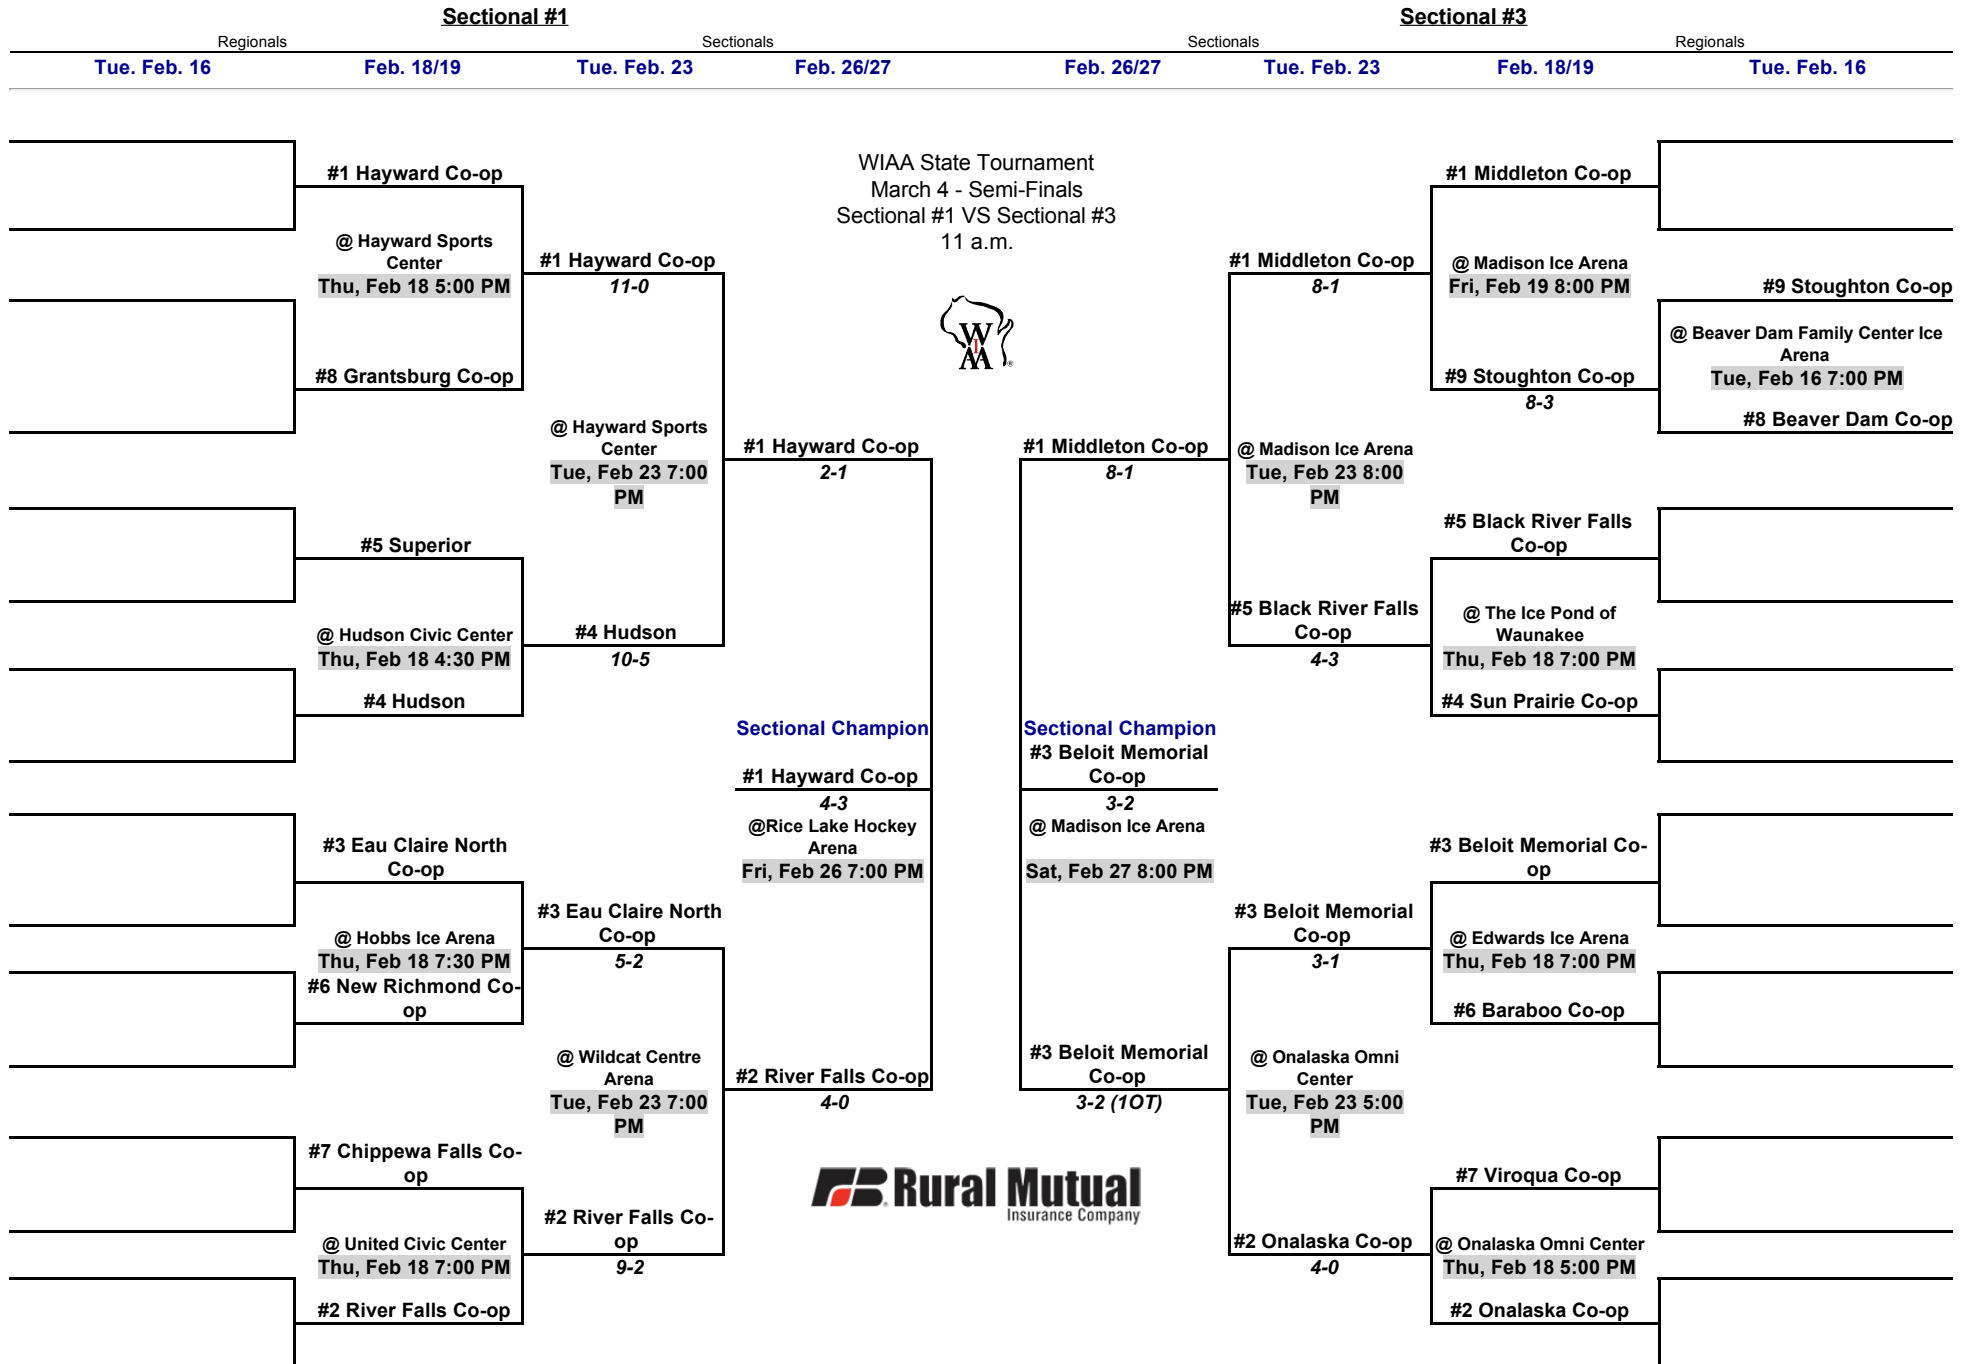 Sectional #1
Sectional #3
Regionals
Sectionals
Sectionals
Regionals
Tue. Feb. 16
Feb. 18/19
Tue. Feb. 23
Feb. 26/27
Feb. 26/27
Tue. Feb. 23
Feb. 18/19
Tue. Feb. 16
#1 Hayward Co-op
@ Hayward Sports
Center
Thu, Feb 18 5:00 PM
#8 Grantsburg Co-op
#5 Superior
@ Hudson Civic Center
Thu, Feb 18 4:30 PM
#4 Hudson
#3 Eau Claire North
Co-op
@ Hobbs Ice Arena
Thu, Feb 18 7:30 PM
#6 New Richmond Co-
op
#7 Chippewa Falls Co-
op
@ United Civic Center
Thu, Feb 18 7:00 PM
#2 River Falls Co-op
#1 Hayward Co-op
11-0
@ Hayward Sports
Center
Tue, Feb 23 7:00
PM
#4 Hudson
10-5
#3 Eau Claire North
Co-op
5-2
@ Wildcat Centre
Arena
Tue, Feb 23 7:00
PM
#2 River Falls Co-
op
9-2
#1 Hayward Co-op
2-1
Sectional Champion
#1 Hayward Co-op
4-3
@Rice Lake Hockey
Arena
Fri, Feb 26 7:00 PM
#2 River Falls Co-op
4-0
WIAA State Tournament
March 4 - Semi-Finals
Sectional #1 VS Sectional #3
11 a.m.
W
I
AA
®
Rural Mutual
Insurance Company
#1 Middleton Co-op
8-1
Sectional Champion
#3 Beloit Memorial
Co-op
3-2
@ Madison Ice Arena
Sat, Feb 27 8:00 PM
#3 Beloit Memorial
Co-op
3-2 (1OT)
#1 Middleton Co-op
8-1
@ Madison Ice Arena
Tue, Feb 23 8:00
PM
#5 Black River Falls
Co-op
4-3
#3 Beloit Memorial
Co-op
3-1
@ Onalaska Omni
Center
Tue, Feb 23 5:00
PM
#2 Onalaska Co-op
4-0
#1 Middleton Co-op
@ Madison Ice Arena
Fri, Feb 19 8:00 PM
#9 Stoughton Co-op
8-3
#5 Black River Falls
Co-op
@ The Ice Pond of
Waunakee
Thu, Feb 18 7:00 PM
#4 Sun Prairie Co-op
#3 Beloit Memorial Co-
op
@ Edwards Ice Arena
Thu, Feb 18 7:00 PM
#6 Baraboo Co-op
#7 Viroqua Co-op
@ Onalaska Omni Center
Thu, Feb 18 5:00 PM
#2 Onalaska Co-op
#9 Stoughton Co-op
@ Beaver Dam Family Center Ice
Arena
Tue, Feb 16 7:00 PM
#8 Beaver Dam Co-op